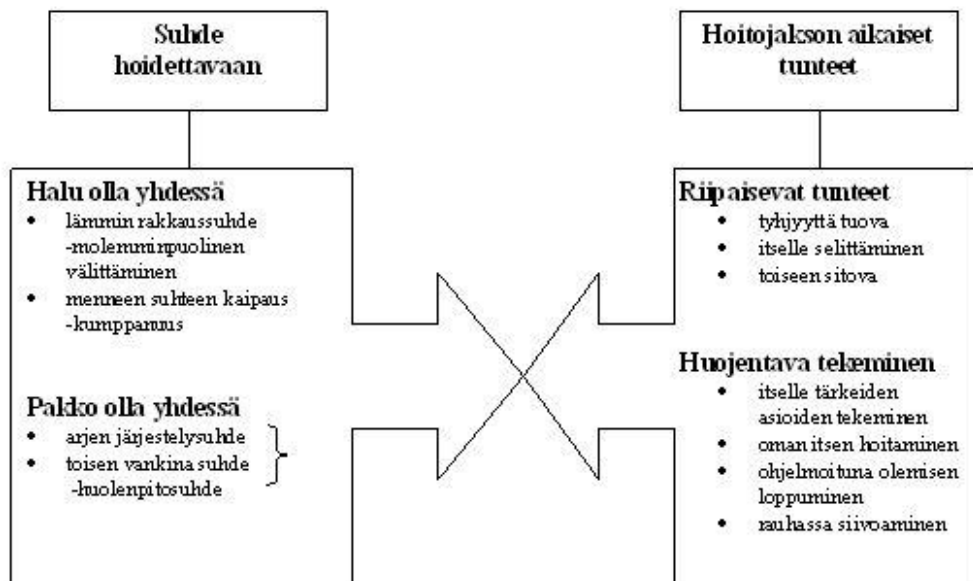 Suhde
hoidettavaan
Halu olla yhdessä
• lämmin rakkaussuhde
-molemminpuolinen
välittäminen
• menneen suhteen kaipaus
-kumppanuus
Pakko olla yhdessä
• arjen järjestelysuhde
• toisen vankina suhde
-huolenpitosuhde
Hoitojakson aikaiset
tunteet
Riipaisevat tunteet
• tyhjyyttä tuova
• itselle selittäminen
• toiseen sitova
Huojentava tekeminen
• itselle tärkeiden
asioiden tekeminen
• oman itsen hoitaminen
• ohjelmoituna olemisen
loppuminen
• rauhassa siivoaminen